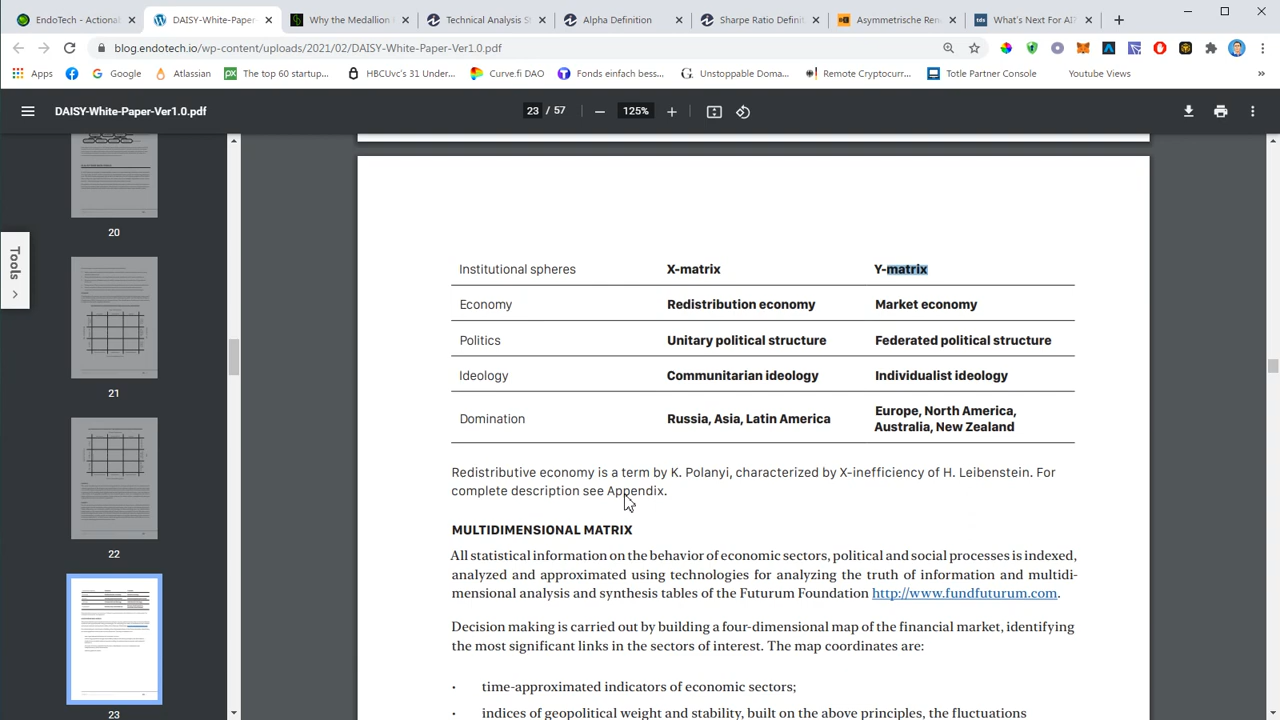 EndoTech - Actional
DAISY-White-Paper-
Why the Medallion
Technical Analysis S
Alpha Definition
Sharpe Ratio Defini
Asymmetrische Ren
What's Next For AI?
blog.endotech.io/wp-content/uploads/2021/02/DAISY-White-Paper-Ver1.0.pdf
Apps
Google
Atlassian
The top 60 startup...
HBCUvc's 31 Under...
Curve.fi DAO
Fonds einfach bess...
Unstoppable Doma...
Remote Cryptocurr...
Totle Partner Console
Youtube Views
DAISY-White-Paper-Ver1.0.pdf
23 / 57
125%
Tools
20
21
22
23
Institutional spheres X-matrix Y-matrix
Economy Redistribution economy Market economy
Politics Unitary political structure Federated political structure
Ideology Communitarian ideology Individualist ideology
Domination Russia, Asia, Latin America Europe, North America,
Australia, New Zealand
Redistributive economy is a term by K. Polanyi, characterized by X-inefficiency of H. Leibenstein. For
complete description see Appendix.
MULTIDIMENSIONAL MATRIX
All statistical information on the behavior of economic sectors, political and social processes is indexed,
analyzed and approximated using technologies for analyzing the truth of information and multidi-
mensional analysis and synthesis tables of the Futurum Foundation http://www.fundfuturum.com.
Decision making is carried out by building a four-dimensional map of the financial market, identifying
the most significant links in the sectors of interest. The map coordinates are:
· time-approximated indicators of economic sectors;
· indices of geopolitical weight and stability, built on the above principles, the fluctuations